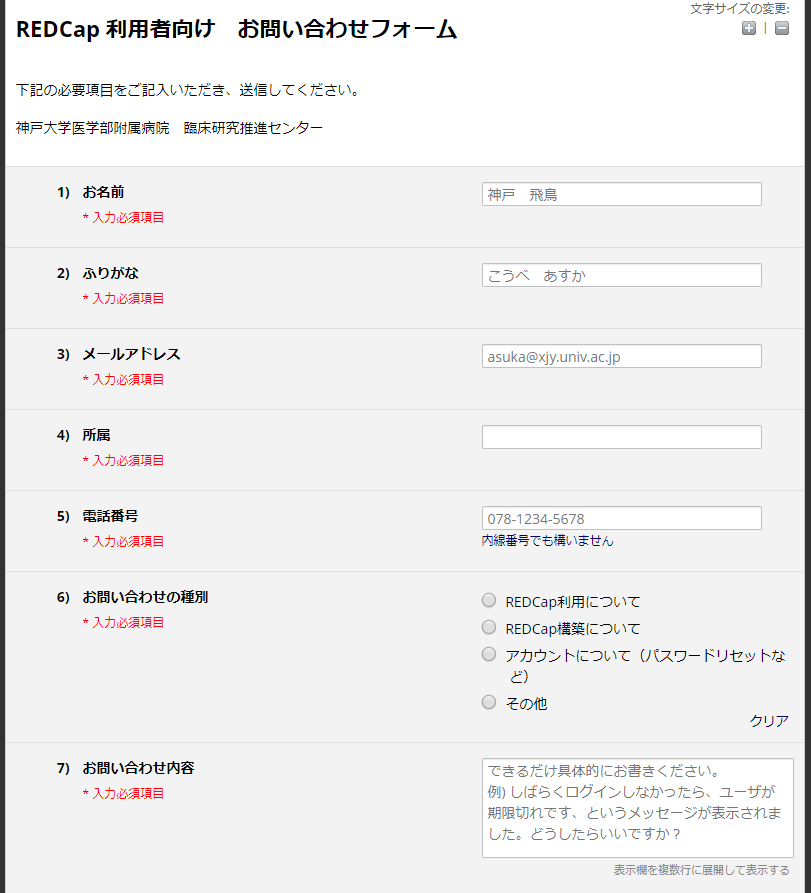 文字サイズの変更:
REDCap 利用者向け　お問い合わせフォーム
|
下記の必要項目をご記入いただき、送信してください。
神戸大学医学部附属病院　臨床研究推進センター
1) お名前
神戸　飛鳥
* 入力必須項目
2) ふりがな
こうべ　あすか
* 入力必須項目
3) メールアドレス
asuka@xjy.univ.ac.jp
* 入力必須項目
4) 所属
* 入力必須項目
5) 電話番号
078-1234-5678
* 入力必須項目
内線番号でも構いません
6) お問い合わせの種別
* 入力必須項目
REDCap利用について
REDCap構築について
アカウントについて（パスワードリセットな
ど）
その他
クリア
7) お問い合わせ内容
* 入力必須項目
できるだけ具体的にお書きください。
例) しばらくログインしなかったら、ユーザが
期限切れです、というメッセージが表示されま
した。どうしたらいいですか？
表示欄を複数行に展開して表示する